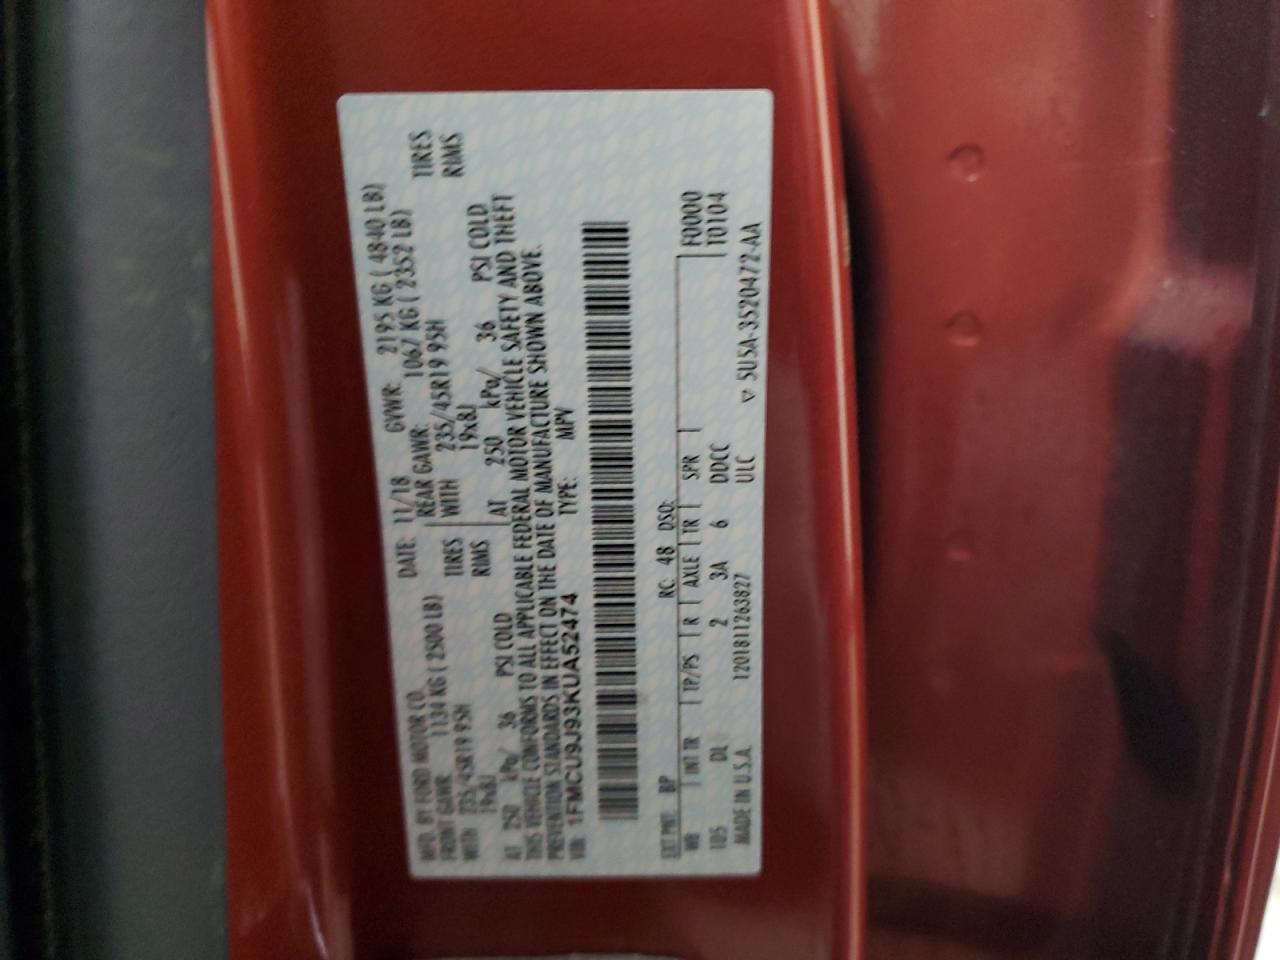 MFD. BY FORD MOTOR CO. DATE: 11/18 GVWR: 2195 KG ( 4840 LB)
FRONT GAWR: 1134 KG ( 2500 LB) REAR GAWR: 1067 KG ( 2352 LB)
WITH 235/45R19 95H TIRES WITH 235/45R19 95H TIRES
19x8J RIMS 19x8J RIMS
AT 250 kPa/ 36 PSI COLD AT 250 kPa/ 36 PSI COLD
THIS VEHICLE CONFORMS TO ALL APPLICABLE FEDERAL MOTOR VEHICLE SAFETY AND THEFT
PREVENTION STANDARDS IN EFFECT ON THE DATE OF MANUFACTURE SHOWN ABOVE.
VIN: 1FMCU9J93KUA52474 TYPE: MPV
EXT PNT: BP RC: 48 DSO:
WB INT TR TP/PS R AXLE TR SPR F0000
105 DL 2 3A 6 DDCC T0104
MADE IN U.S.A. 1201811263827 ULC ▽ 5U5A-3520472-AA